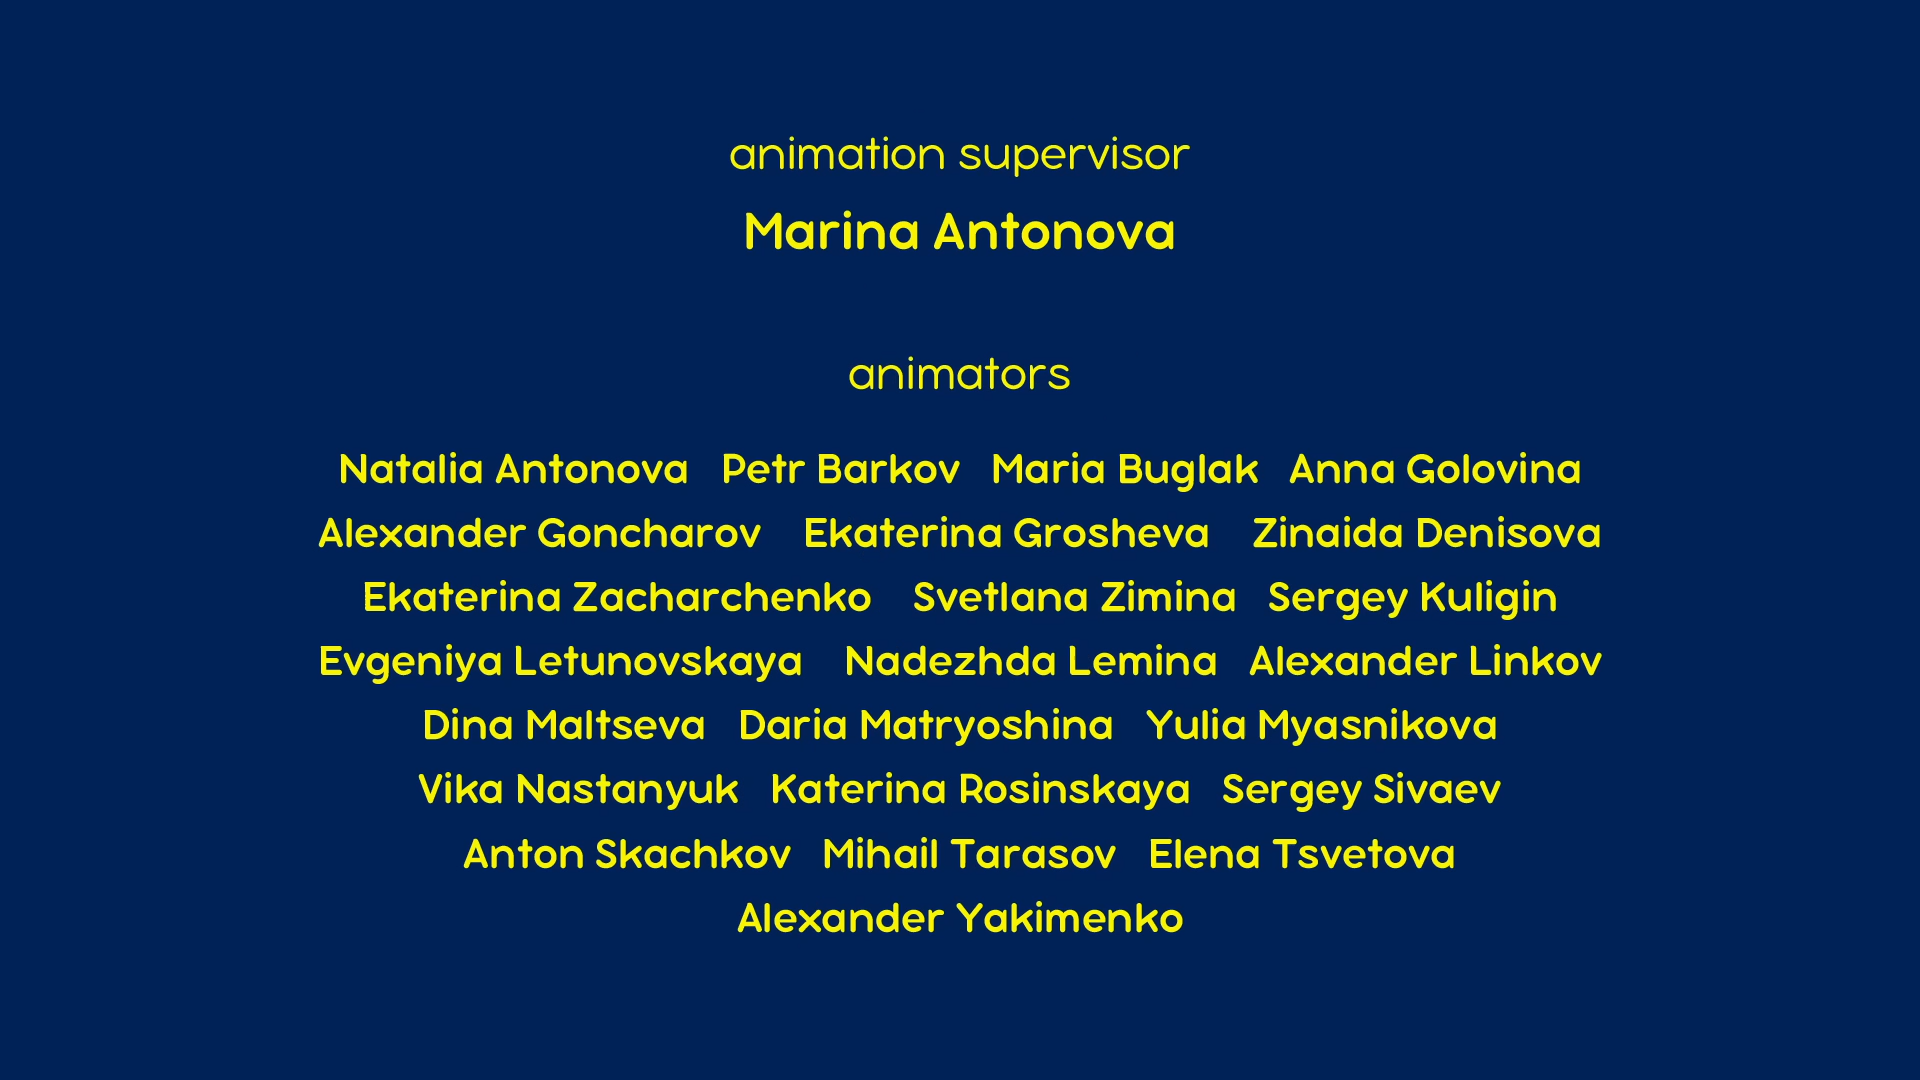 animation supervisor
Marina Antonova
animators
Natalia Antonova Petr Barkov Maria Buglak Anna Golovina
Alexander Goncharov Ekaterina Grosheva Zinaida Denisova
Ekaterina Zacharchenko Svetlana Zimina Sergey Kuligin
Evgeniya Letunovskaya Nadezhda Lemina Alexander Linkov
Dina Maltseva Daria Matryoshina Yulia Myasnikova
Vika Nastanyuk Katerina Rosinskaya Sergey Sivaev
Anton Skachkov Mihail Tarasov Elena Tsvetova
Alexander Yakimenko